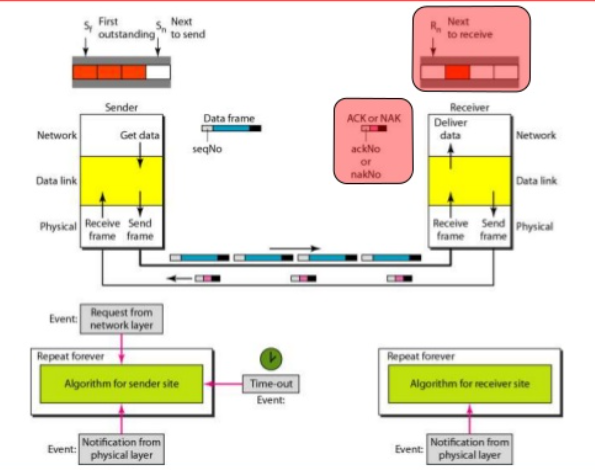 Sf First outstanding
Sn Next to send
Rn Next to receive
Sender
Data frame
seqNo
ACK or NAK
ackNo
or
nakNo
Receiver
Network
Get data
Deliver
data
Network
Data link
Data link
Physical
Receive
frame
Send
frame
Receive
frame
Send
frame
Physical
Event:
Request from
network layer
Repeat forever
Algorithm for sender site
Time-out
Event:
Repeat forever
Algorithm for receiver site
Event:
Notification from
physical layer
Event:
Notification from
physical layer